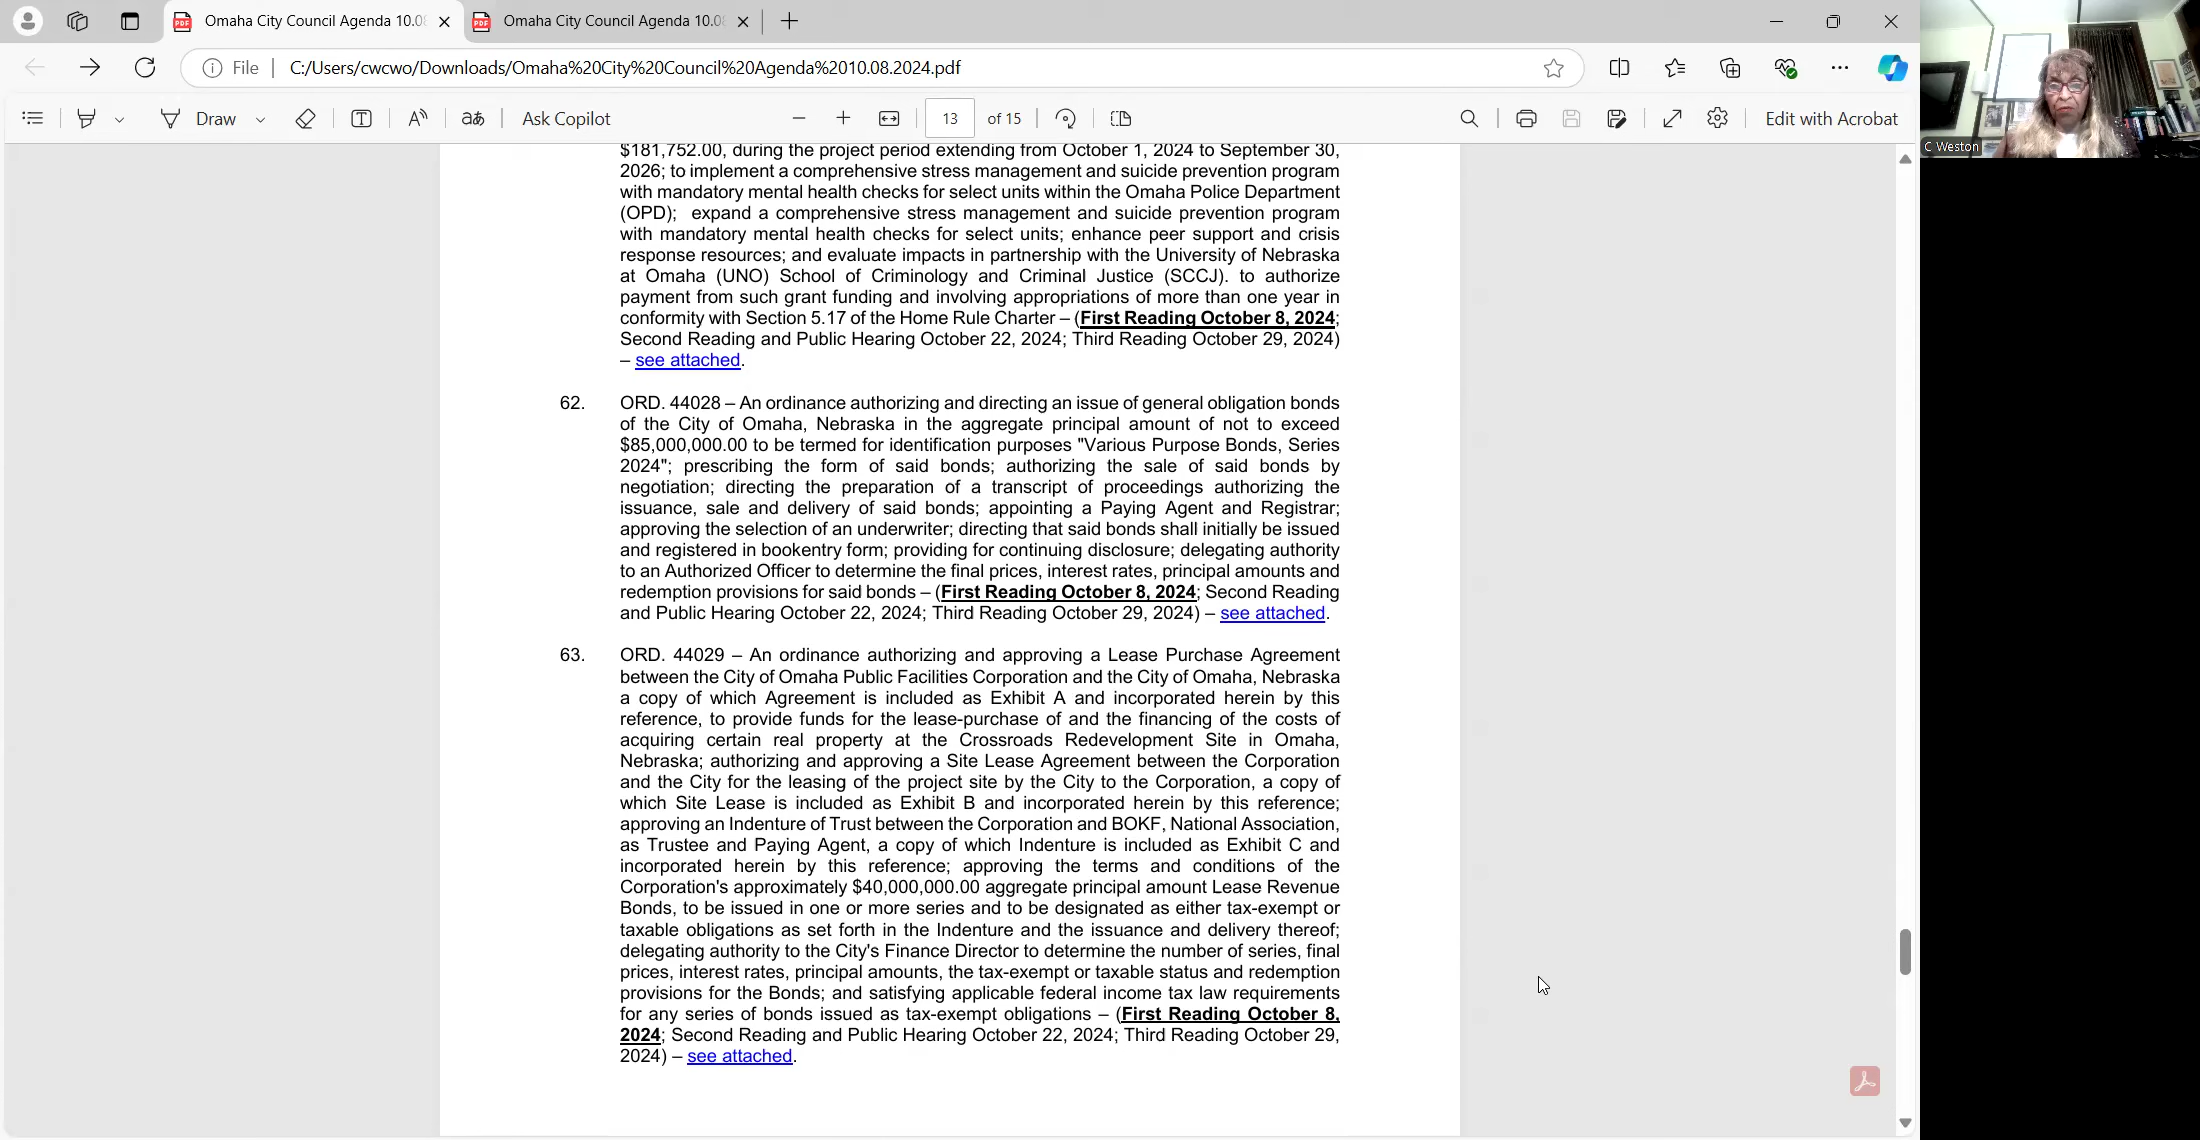 Omaha City Council Agenda 10.0
Omaha City Council Agenda 10.0
File
C:/Users/cwcwo/Downloads/Omaha%20City%20Council%20Agenda%2010.08.2024.pdf
Draw
Ask Copilot
13 of 15
Edit with Acrobat
C Weston
$181,752.00, during the project period extending from October 1, 2024 to September 30,
2026; to implement a comprehensive stress management and suicide prevention program
with mandatory mental health checks for select units within the Omaha Police Department
(OPD); expand a comprehensive stress management and suicide prevention program
with mandatory mental health checks for select units; enhance peer support and crisis
response resources; and evaluate impacts in partnership with the University of Nebraska
at Omaha (UNO) School of Criminology and Criminal Justice (SCCJ). to authorize
payment from such grant funding and involving appropriations of more than one year in
conformity with Section 5.17 of the Home Rule Charter – (First Reading October 8, 2024;
Second Reading and Public Hearing October 22, 2024; Third Reading October 29, 2024)
– see attached.
62. ORD. 44028 – An ordinance authorizing and directing an issue of general obligation bonds
of the City of Omaha, Nebraska in the aggregate principal amount of not to exceed
$85,000,000.00 to be termed for identification purposes "Various Purpose Bonds, Series
2024"; prescribing the form of said bonds; authorizing the sale of said bonds by
negotiation; directing the preparation of a transcript of proceedings authorizing the
issuance, sale and delivery of said bonds; appointing a Paying Agent and Registrar;
approving the selection of an underwriter; directing that said bonds shall initially be issued
and registered in bookentry form; providing for continuing disclosure; delegating authority
to an Authorized Officer to determine the final prices, interest rates, principal amounts and
redemption provisions for said bonds – (First Reading October 8, 2024; Second Reading
and Public Hearing October 22, 2024; Third Reading October 29, 2024) – see attached.
63. ORD. 44029 – An ordinance authorizing and approving a Lease Purchase Agreement
between the City of Omaha Public Facilities Corporation and the City of Omaha, Nebraska
a copy of which Agreement is included as Exhibit A and incorporated herein by this
reference, to provide funds for the lease-purchase of and the financing of the costs of
acquiring certain real property at the Crossroads Redevelopment Site in Omaha,
Nebraska; authorizing and approving a Site Lease Agreement between the Corporation
and the City for the leasing of the project site by the City to the Corporation, a copy of
which Site Lease is included as Exhibit B and incorporated herein by this reference;
approving an Indenture of Trust between the Corporation and BOKF, National Association,
as Trustee and Paying Agent, a copy of which Indenture is included as Exhibit C and
incorporated herein by this reference; approving the terms and conditions of the
Corporation's approximately $40,000,000.00 aggregate principal amount Lease Revenue
Bonds, to be issued in one or more series and to be designated as either tax-exempt or
taxable obligations as set forth in the Indenture and the issuance and delivery thereof;
delegating authority to the City's Finance Director to determine the number of series, final
prices, interest rates, principal amounts, the tax-exempt or taxable status and redemption
provisions for the Bonds; and satisfying applicable federal income tax law requirements
for any series of bonds issued as tax-exempt obligations – (First Reading October 8,
2024; Second Reading and Public Hearing October 22, 2024; Third Reading October 29,
2024) – see attached.